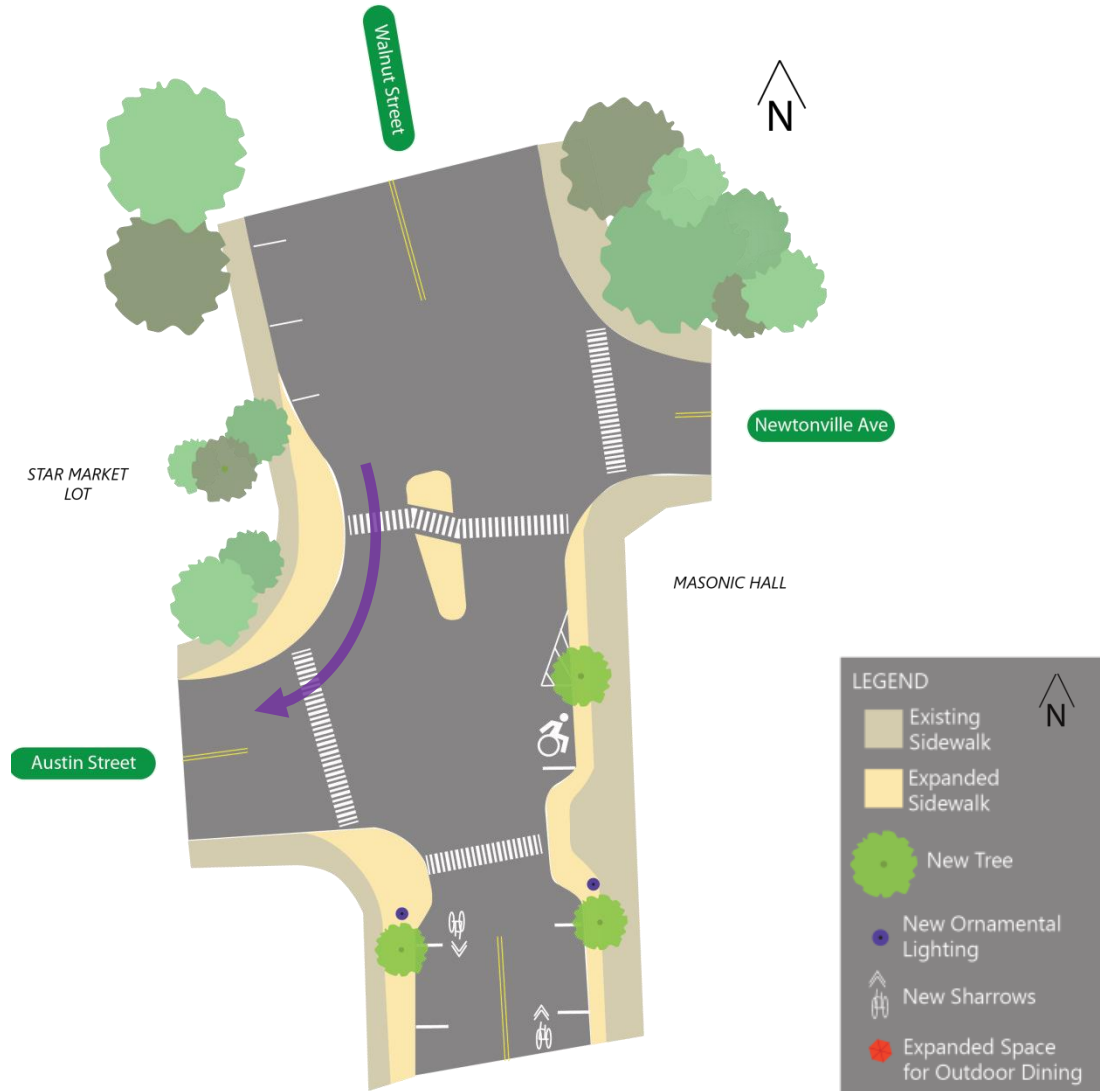 Walnut Street
N
Newtonville Ave
STAR MARKET
LOT
MASONIC HALL
Austin Street
LEGEND
N
Existing
Sidewalk
Expanded
Sidewalk
New Tree
New Ornamental
Lighting
New Sharrows
Expanded Space
for Outdoor Dining